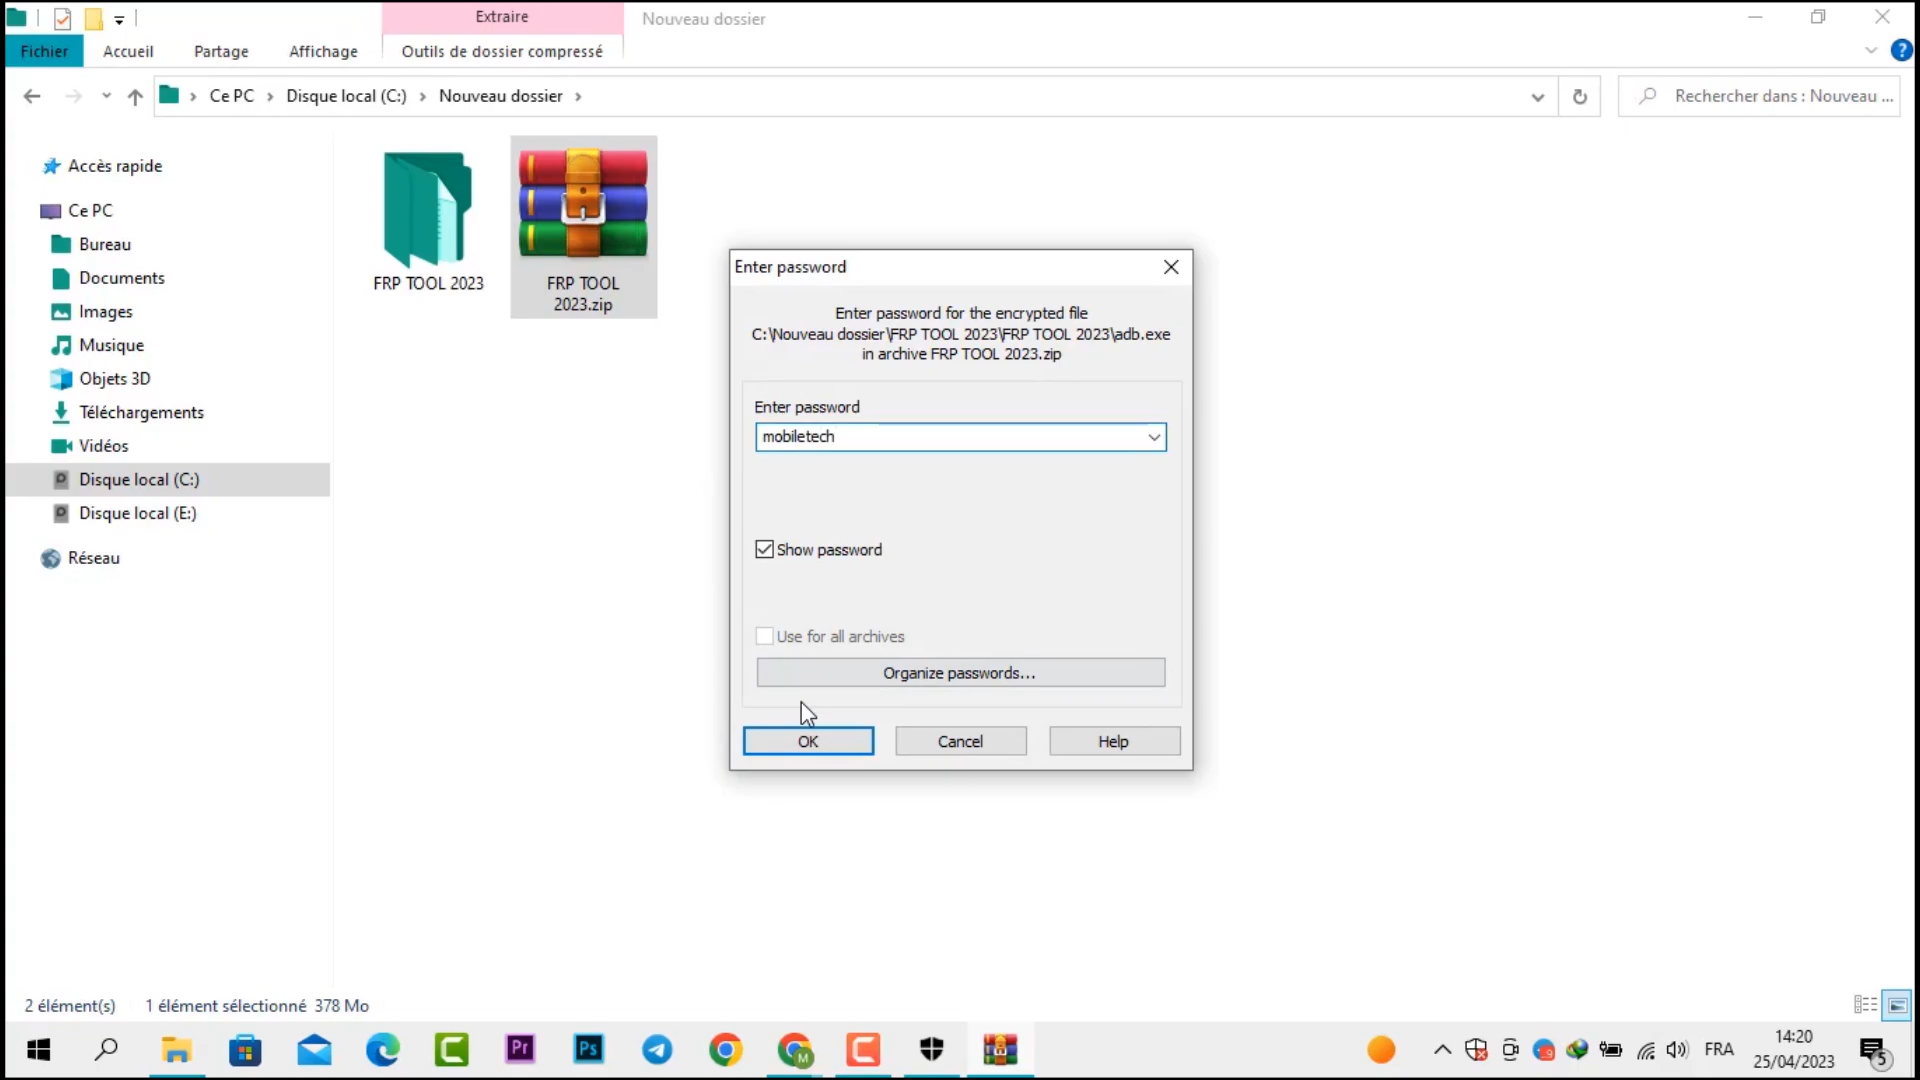 Extraire
Nouveau dossier
Fichier
Accueil
Partage
Affichage
Outils de dossier compressé
?
Ce PC
Disque local (C:)
Nouveau dossier
Rechercher dans : Nouveau ...
Accès rapide
Ce PC
Bureau
Documents
Images
Musique
Objets 3D
Téléchargements
Vidéos
Disque local (C:)
Disque local (E:)
Réseau
FRP TOOL 2023
FRP TOOL
2023.zip
Enter password
Enter password for the encrypted file
C:\Nouveau dossier\FRP TOOL 2023\FRP TOOL 2023\adb.exe
in archive FRP TOOL 2023.zip
Enter password
mobiletech
Show password
Use for all archives
Organize passwords...
OK
Cancel
Help
2 élément(s)
1 élément sélectionné 378 Mo
Pr
Ps
M
FRA
14:20
25/04/2023
5